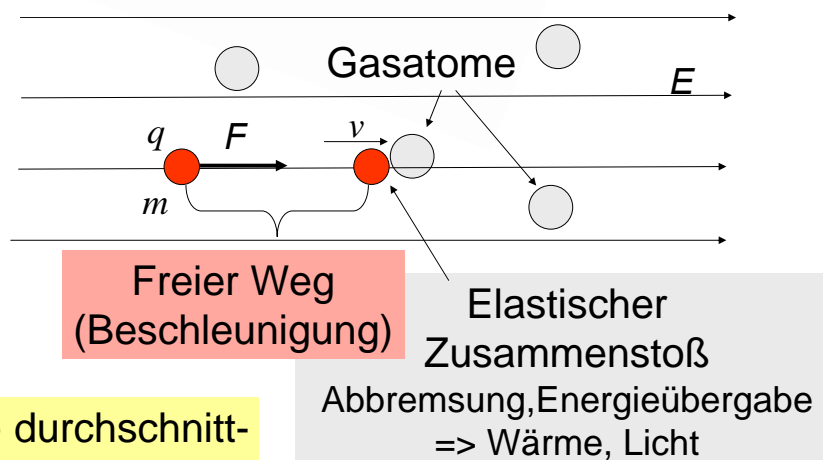 Gasatome
E
q
F
v
m
Freier Weg
(Beschleunigung)
Elastischer
Zusammenstoß
Abbremsung,Energieübergabe
=> Wärme, Licht
durchschnitt-